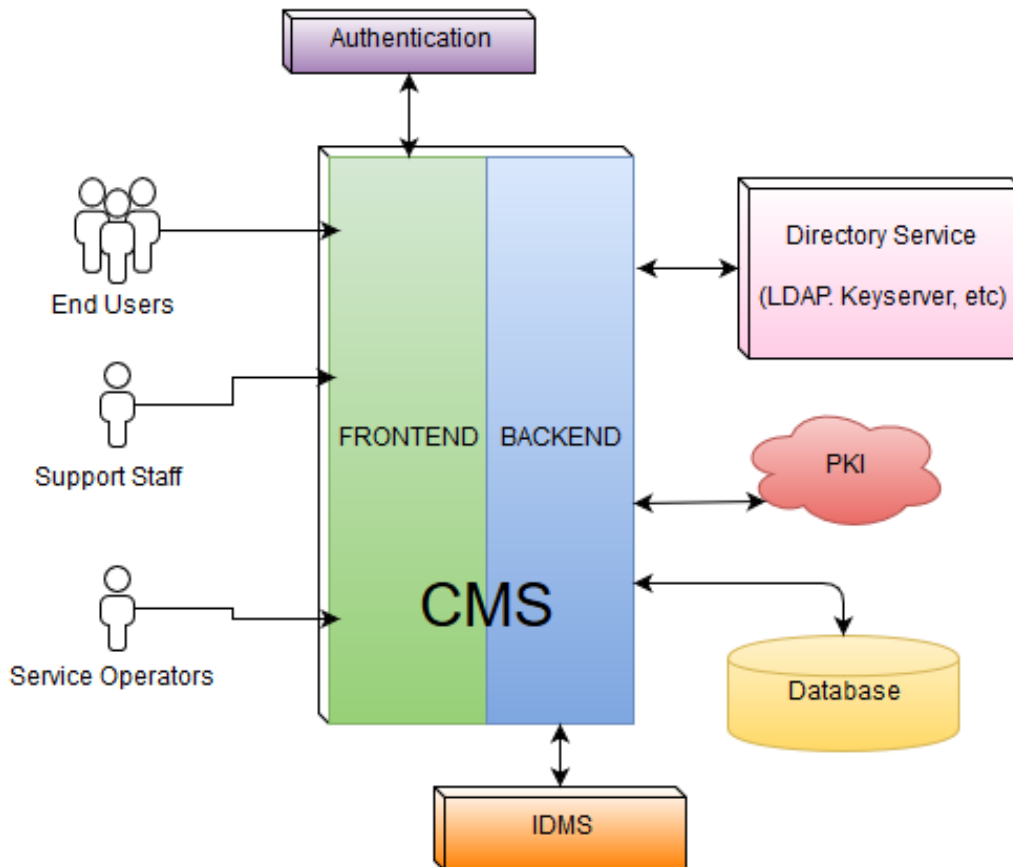 Authentication
End Users
Directory Service
(LDAP. Keyserver, etc)
Support Staff
FRONTEND
BACKEND
PKI
CMS
Service Operators
Database
IDMS